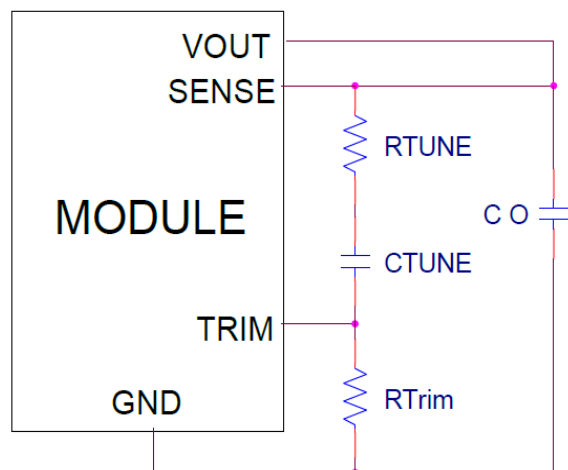 VOUT
SENSE
RTUNE
MODULE
C O
CTUNE
TRIM
GND
RTrim